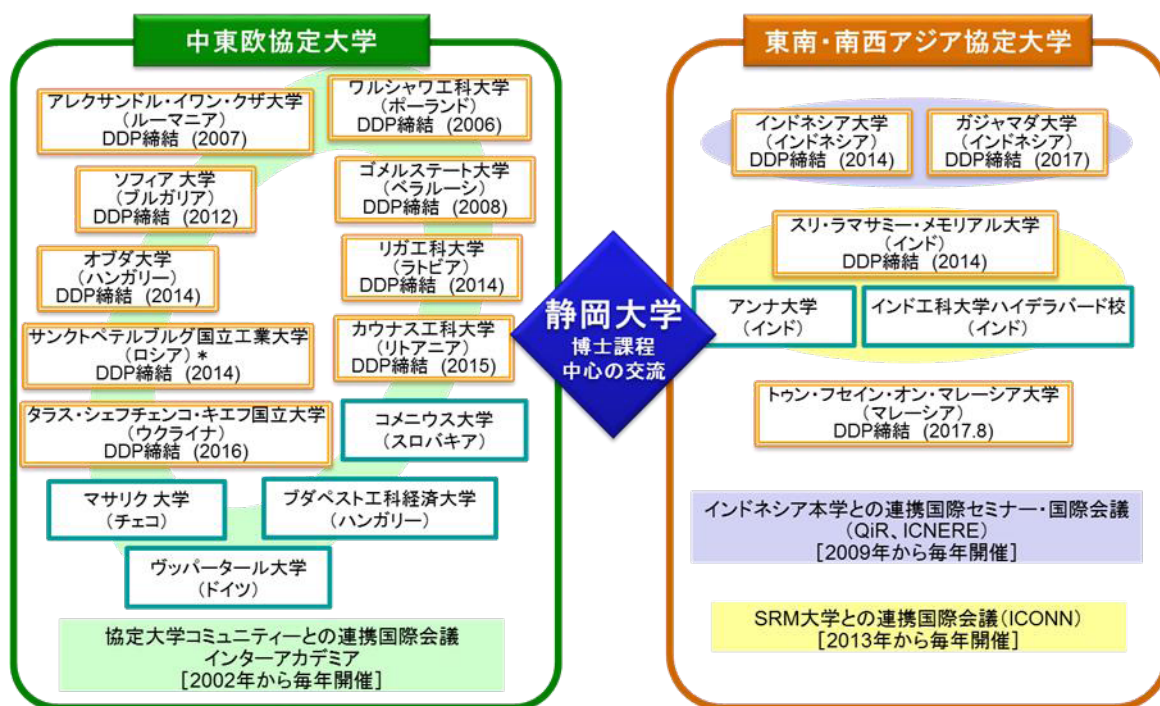 中東欧協定大学
アレクサンドル・イワン・クザ大学
(ルーマニア)
DDP締結 (2007)
ワルシャワ工科大学
(ポーランド)
DDP締結 (2006)
ソフィア 大学
(ブルガリア)
DDP締結 (2012)
ゴメルステート大学
(ベラルーシ)
DDP締結 (2008)
オブダ大学
(ハンガリー)
DDP締結 (2014)
リガ工科大学
(ラトビア)
DDP締結 (2014)
サンクトペテルブルグ国立工業大学
(ロシア) *
DDP締結 (2014)
カウナス工科大学
(リトアニア)
DDP締結 (2015)
タラス・シェフチェンコ・キエフ国立大学
(ウクライナ)
DDP締結 (2016)
コメニウス大学
(スロバキア)
マサリク 大学
(チェコ)
ブダペスト工科経済大学
(ハンガリー)
ヴッパータール大学
(ドイツ)
協定大学コミュニティーとの連携国際会議
インターアカデミア
[2002年から毎年開催]
静岡大学
博士課程
中心の交流
東南・南西アジア協定大学
インドネシア大学
(インドネシア)
DDP締結 (2014)
ガジャマダ大学
(インドネシア)
DDP締結 (2017)
スリ・ラマサミー・メモリアル大学
(インド)
DDP締結 (2014)
アンナ大学
(インド)
インド工科大学ハイデラバード校
(インド)
トゥン・フセイン・オン・マレーシア大学
(マレーシア)
DDP締結 (2017.8)
インドネシア本学との連携国際セミナー・国際会議
(QiR、ICNERE)
[2009年から毎年開催]
SRM大学との連携国際会議(ICONN)
[2013年から毎年開催]